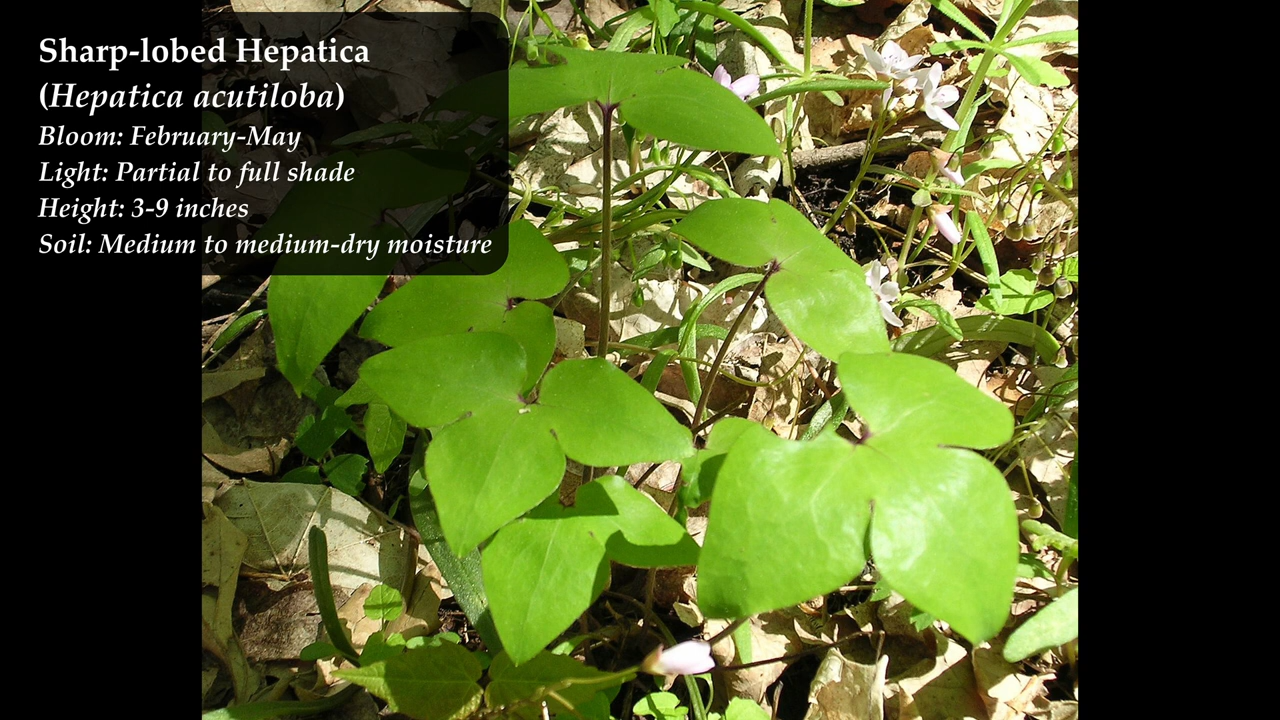 Sharp-lobed Hepatica
(Hepatica acutiloba)
Bloom: February-May
Light: Partial to full shade
Height: 3-9 inches
Soil: Medium to medium-dry moisture